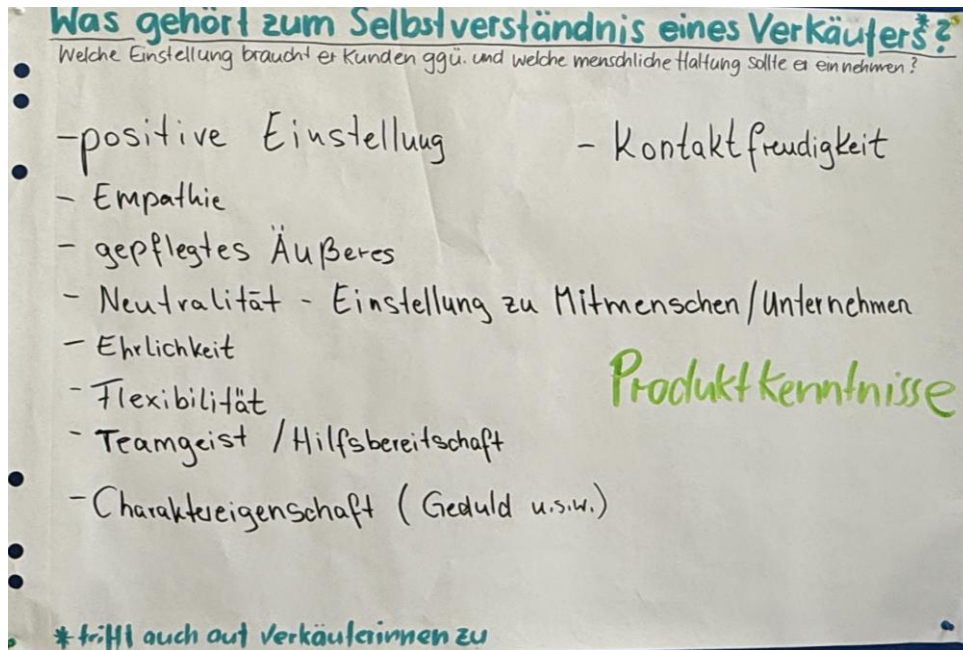 Was gehört zum Selbstverständnis eines Verkäufers*?
Welche Einstellung braucht er Kunden ggü. und welche menschliche Haltung sollte er einnehmen?
- positive Einstellung
- Kontaktfreudigkeit
- Empathie
- gepflegtes Äußeres
- Neutralität - Einstellung zu Mitmenschen/Unternehmen
- Ehrlichkeit
Produktkenntnisse
- Flexibilität
- Teamgeist / Hilfsbereitschaft
- Charaktereigenschaft (Geduld u.s.w.)
* trifft auch auf Verkäuferinnen zu